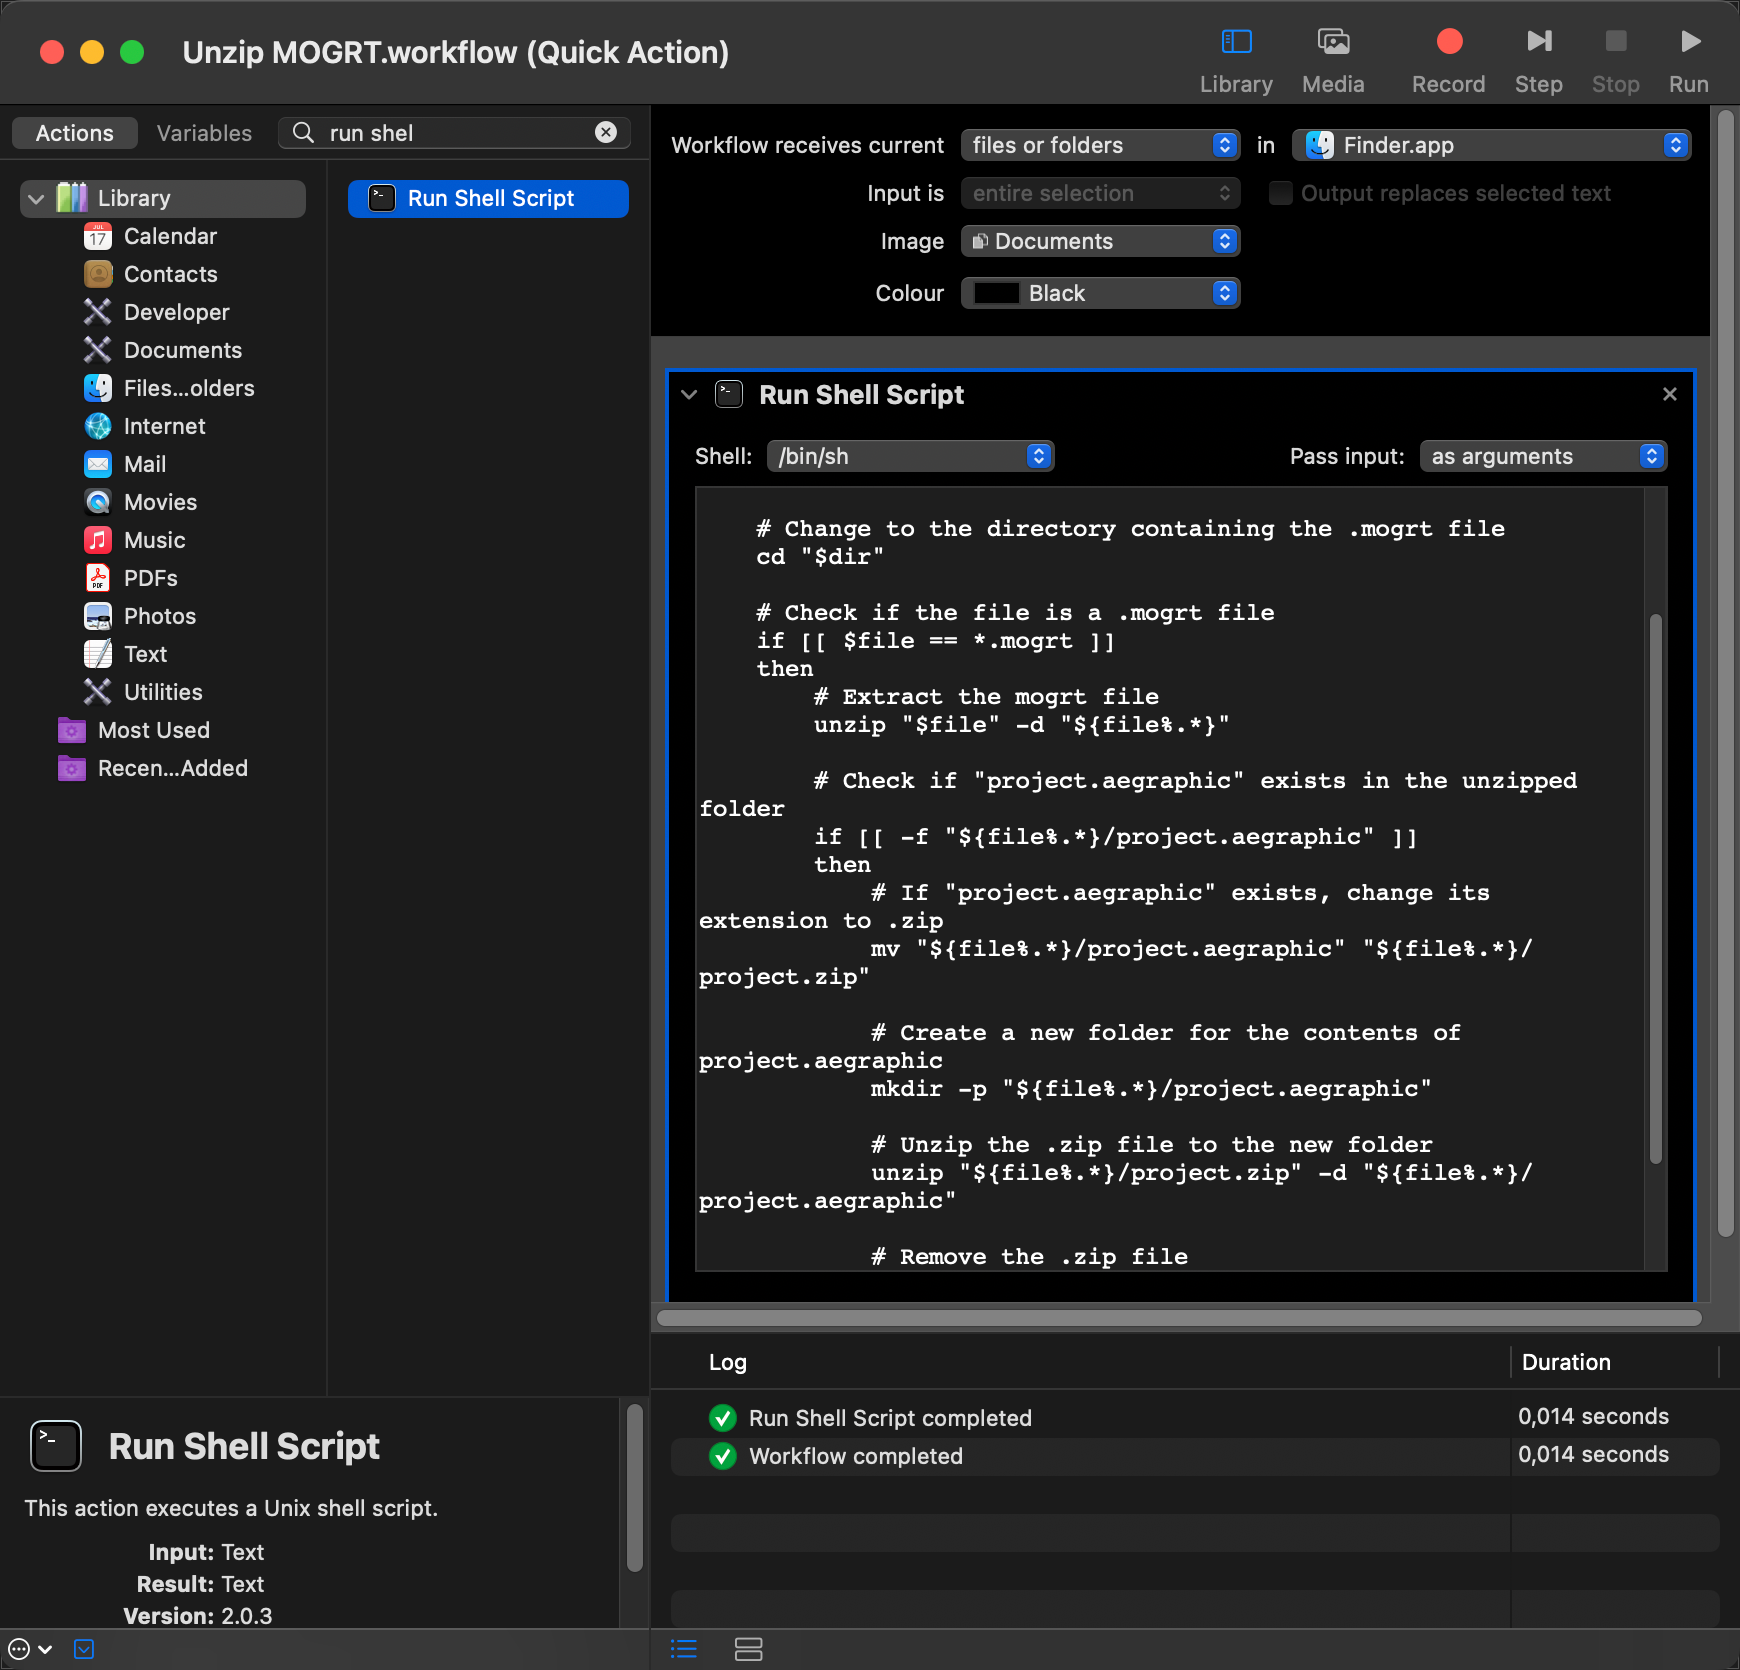 Unzip MOGRT.workflow (Quick Action)
Library
Media
Record
Step
Stop
Run
Actions
Variables
run shel
Library
Calendar
Contacts
Developer
Documents
Files...olders
Internet
Mail
Movies
Music
PDFs
Photos
Text
Utilities
Most Used
Recen...Added
Run Shell Script
Workflow receives current files or folders in Finder.app
Input is entire selection Output replaces selected text
Image Documents
Colour Black
Run Shell Script
Shell: /bin/sh Pass input: as arguments
# Change to the directory containing the .mogrt file
cd "$dir"
# Check if the file is a .mogrt file
if [[ $file == *.mogrt ]]
then
# Extract the mogrt file
unzip "$file" -d "${file%.*}"
# Check if "project.aegraphic" exists in the unzipped
folder
if [[ -f "${file%.*}/project.aegraphic" ]]
then
# If "project.aegraphic" exists, change its
extension to .zip
mv "${file%.*}/project.aegraphic" "${file%.*}/
project.zip"
# Create a new folder for the contents of
project.aegraphic
mkdir -p "${file%.*}/project.aegraphic"
# Unzip the .zip file to the new folder
unzip "${file%.*}/project.zip" -d "${file%.*}/
project.aegraphic"
# Remove the .zip file
Log Duration
Run Shell Script completed 0,014 seconds
Workflow completed 0,014 seconds
Run Shell Script
This action executes a Unix shell script.
Input: Text
Result: Text
Version: 2.0.3